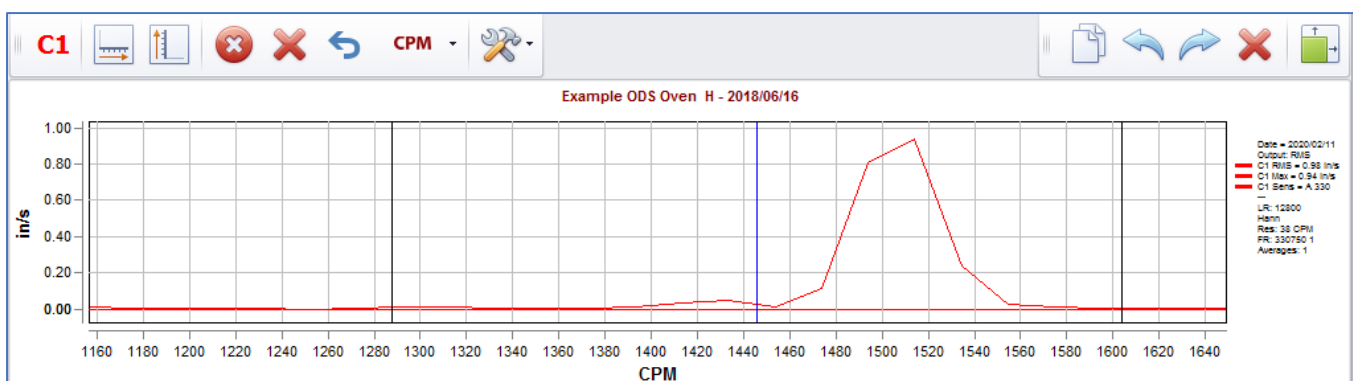 C1
CPM
Example ODS Oven H - 2018/06/16
1.00
0.80
0.60
0.40
0.20
0.00
in/s
1160 1180 1200 1220 1240 1260 1280 1300 1320 1340 1360 1380 1400 1420 1440 1460 1480 1500 1520 1540 1560 1580 1600 1620 1640
CPM
Date = 2020/02/11
Output: RMS
C1 RMS = 0.98 in/s
C1 Max = 0.94 in/s
C1 Sens = A 330
---
LR: 12800
Hann
Res: 38 CPM
FR: 330750 1
Averages: 1